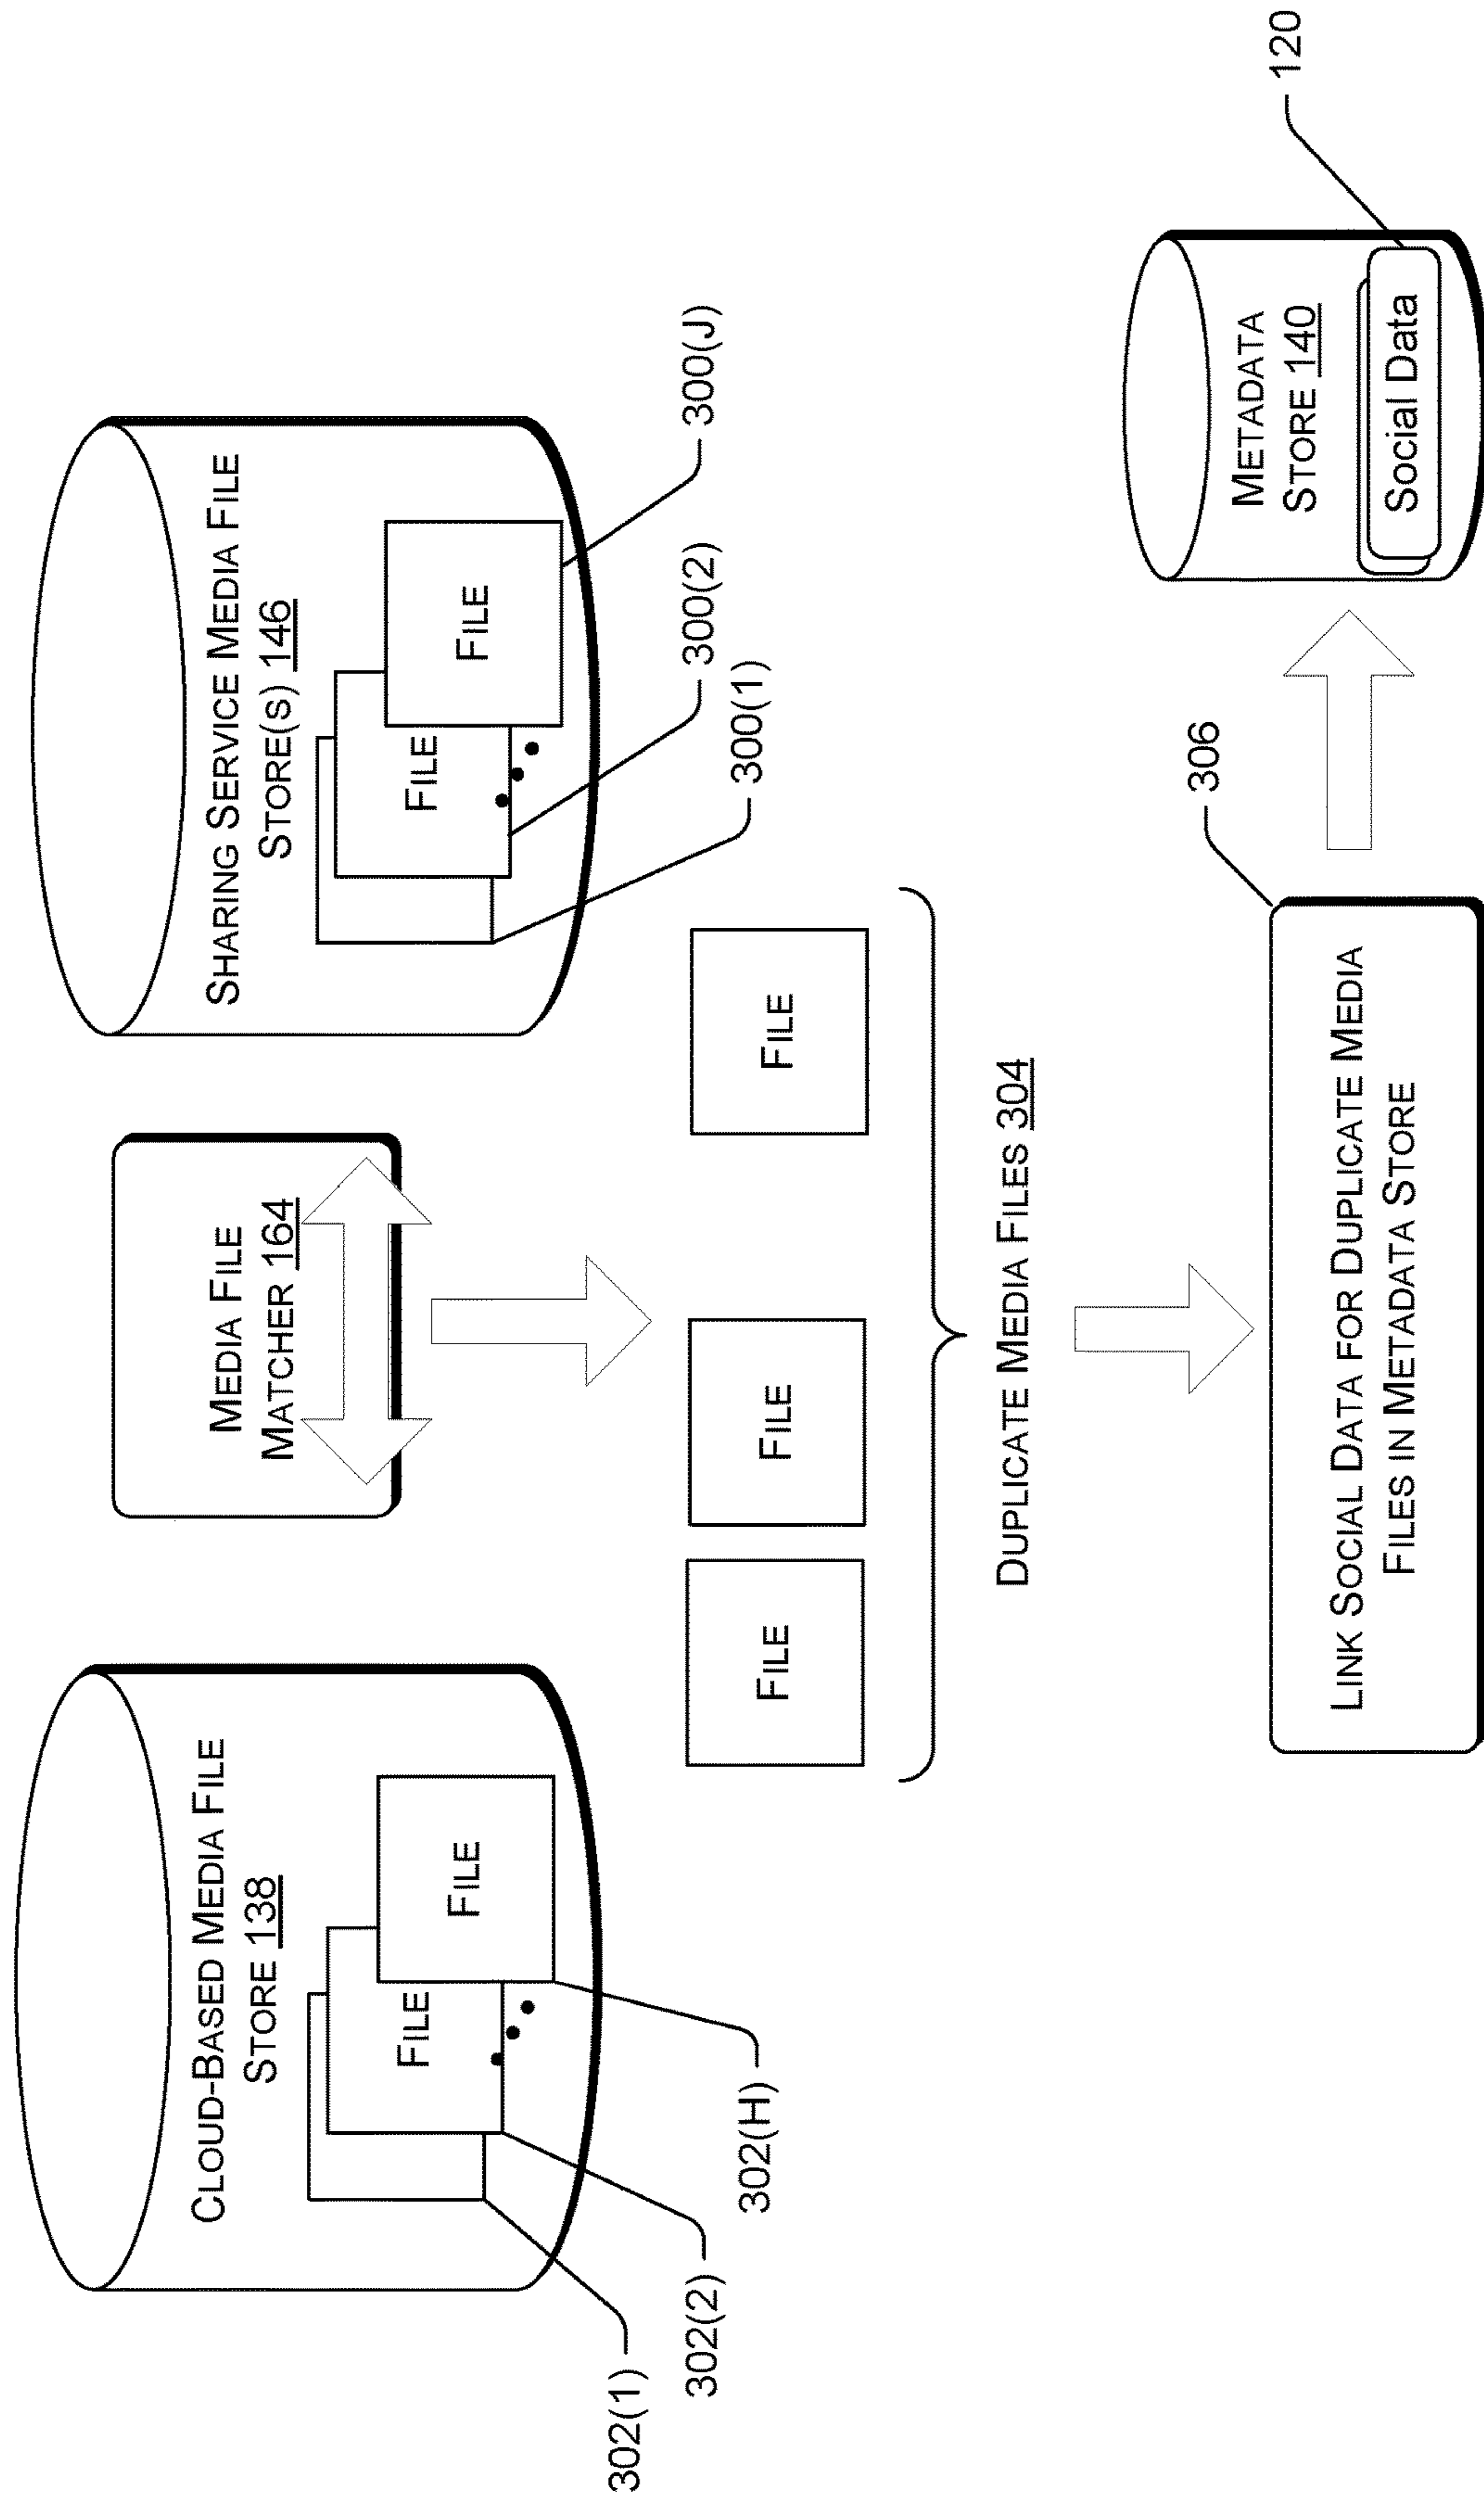 CLOUD-BASED MEDIA FILE
STORE 138
FILE
FILE
302(1)
302(2)
302(H)
MEDIA FILE
MATCHER 164
SHARING SERVICE MEDIA FILE
STORE(S) 146
FILE
FILE
300(1)
300(2)
300(J)
FILE
FILE
FILE
DUPLICATE MEDIA FILES 304
306
LINK SOCIAL DATA FOR DUPLICATE MEDIA
FILES IN METADATA STORE
METADATA
STORE 140
Social Data
120